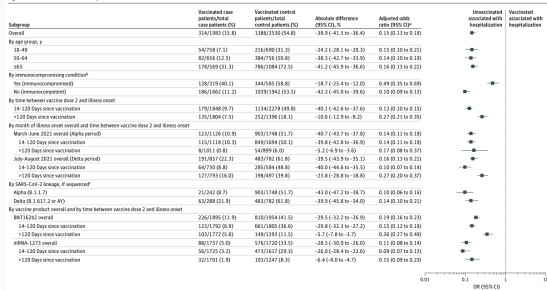 Subgroup | Vaccinated case patients/total case patients (%) | Vaccinated control patients/total control patients (%) | Absolute difference (95% CI), % | Adjusted odds ratio (95% CI)ᵃ | Unvaccinated associated with hospitalization | Vaccinated associated with hospitalization
Overall 314/1983 (15.8) 1386/2530 (54.8) −38.9 (−41.5 to −36.4) 0.15 (0.13 to 0.18)
By age group, y
18-49 54/758 (7.1) 216/690 (31.3) −24.2 (−28.1 to −20.3) 0.15 (0.11 to 0.21)
50-64 82/656 (12.5) 384/756 (50.8) −38.3 (−42.7 to −33.9)
≥65 178/569 (31.3) 786/1084 (72.5) −41.2 (−45.9 to −36.6) 0.16 (0.13 to 0.21)
By immunocompromising conditionᵇ
Yes (immunocompromised) 128/319 (40.1) 344/585 (58.8) −18.7 (−25.4 to −12.0) 0.49 (0.35 to 0.69)
No (immunocompetent) 186/1662 (11.2) 1039/1942 (53.5) −42.3 (−45.0 to −39.6) 0.10 (0.09 to 0.13)
By time between vaccine dose 2 and illness onset
14-120 Days since vaccination 179/1848 (9.7) 1134/2278 (49.8) −40.1 (−42.6 to −37.6) 0.13 (0.10 to 0.15)
>120 Days since vaccination 135/1804 (7.5) 252/1396 (18.1) −10.6 (−12.9 to −8.2) 0.27 (0.21 to 0.35)
By month of illness onset overall and time between vaccine dose 2 and illness onset
March-June 2021 overall (Alpha period) 123/1126 (10.9) 903/1748 (51.7) −40.7 (−43.7 to −37.8) 0.14 (0.11 to 0.18)
14-120 Days since vaccination 115/1118 (10.3) 849/1694 (50.1) −39.8 (−42.8 to −36.9) 0.14 (0.11 to 0.18)
>120 Days since vaccination 8/1011 (0.8) 54/899 (6.0) −5.2 (−6.9 to −3.6) 0.17 (0.08 to 0.37)
July-August 2021 overall (Delta period) 191/857 (22.3) 483/782 (61.8) −39.5 (−43.9 to −35.1) 0.16 (0.13 to 0.21)
14-120 Days since vaccination 64/730 (8.8) 285/584 (48.8) −40.0 (−44.6 to −35.5) 0.10 (0.07 to 0.14)
>120 Days since vaccination 127/793 (16.0) 198/497 (39.8) −23.8 (−28.8 to −18.8) 0.27 (0.20 to 0.37)
By SARS-CoV-2 lineage, if sequencedᶜ
Alpha (B.1.1.7) 21/242 (8.7) 903/1748 (51.7) −43.0 (−47.2 to −38.7) 0.10 (0.06 to 0.16)
Delta (B.1.617.2 or AY) 63/288 (21.9) 483/782 (61.8) −39.9 (−45.8 to −34.0) 0.14 (0.10 to 0.21)
By vaccine product overall and by time between vaccine dose 2 and illness onset
BNT162b2 overall 226/1895 (11.9) 810/1954 (41.5) −29.5 (−32.2 to −26.9) 0.19 (0.16 to 0.23)
14-120 Days since vaccination 123/1792 (6.9) 661/1805 (36.6) −29.8 (−32.3 to −27.2) 0.15 (0.12 to 0.18)
>120 Days since vaccination 103/1772 (5.8) 149/1293 (11.5) −5.7 (−7.8 to −3.7) 0.36 (0.27 to 0.49)
mRNA-1273 overall 88/1757 (5.0) 576/1720 (33.5) −28.5 (−30.9 to −26.0) 0.11 (0.08 to 0.14)
14-120 Days since vaccination 56/1725 (3.2) 473/1617 (29.3) −26.0 (−28.4 to −23.6) 0.09 (0.07 to 0.13)
>120 Days since vaccination 32/1701 (1.9) 103/1247 (8.3) −6.4 (−8.0 to −4.7) 0.15 (0.09 to 0.23)
0.01 0.1 1 10
OR (95% CI)